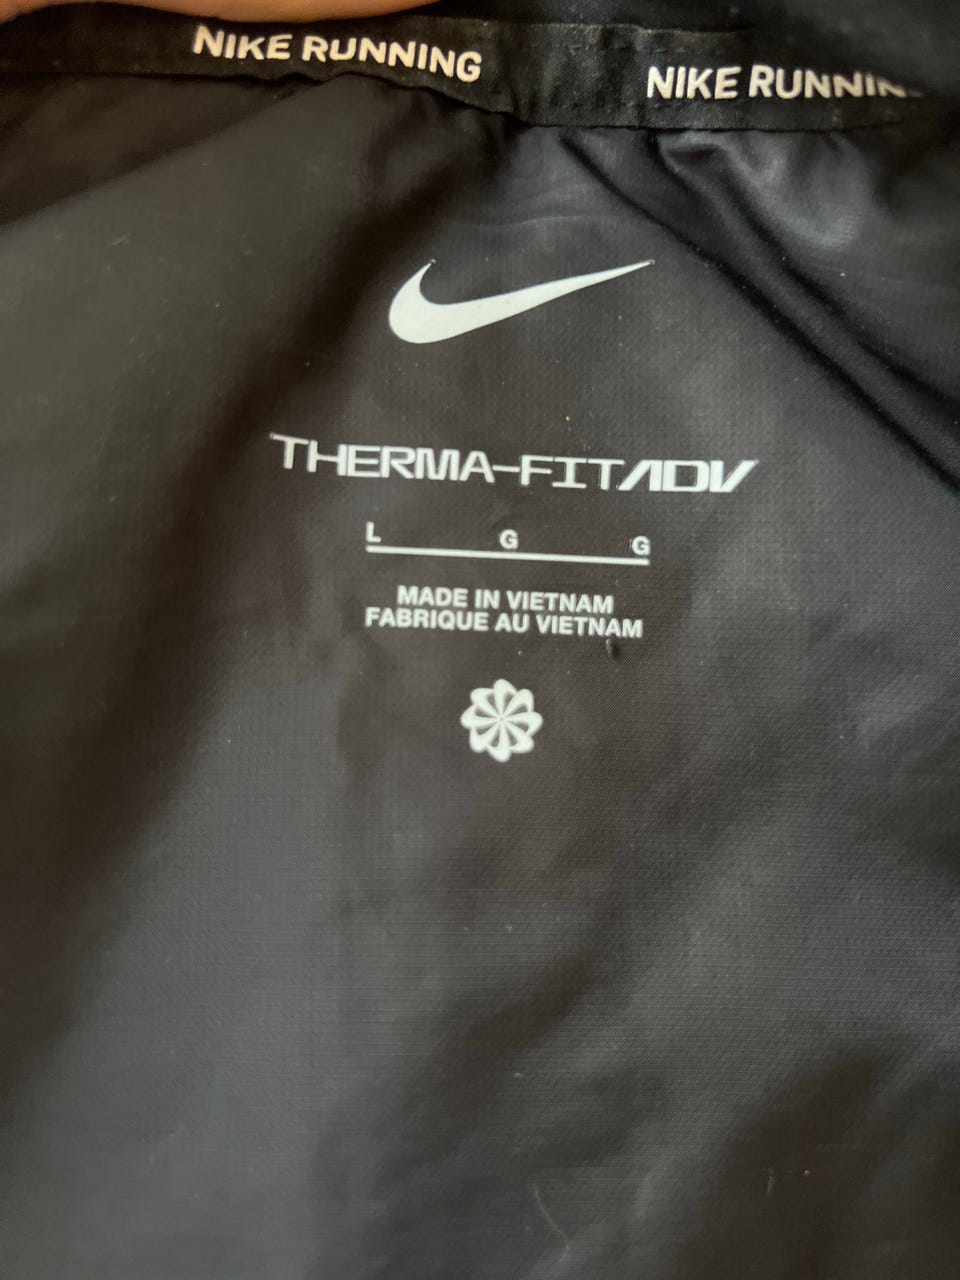 NIKE RUNNING NIKE RUNNIN
THERMA-FIT ADV
L G G
MADE IN VIETNAM
FABRIQUE AU VIETNAM